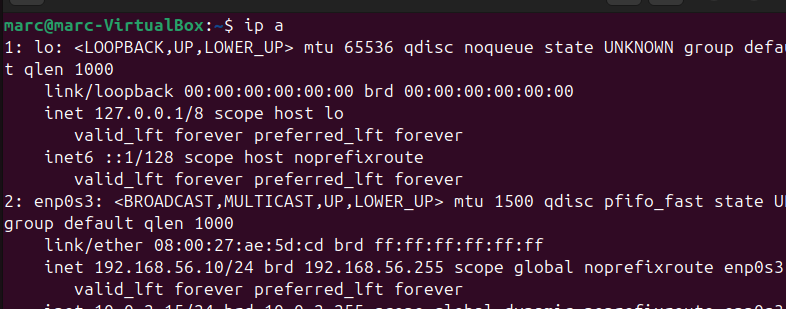 marc@marc-VirtualBox:~$ ip a
1: lo: <LOOPBACK,UP,LOWER_UP> mtu 65536 qdisc noqueue state UNKNOWN group defau
t qlen 1000
    link/loopback 00:00:00:00:00:00 brd 00:00:00:00:00:00
    inet 127.0.0.1/8 scope host lo
       valid_lft forever preferred_lft forever
    inet6 ::1/128 scope host noprefixroute
       valid_lft forever preferred_lft forever
2: enp0s3: <BROADCAST,MULTICAST,UP,LOWER_UP> mtu 1500 qdisc pfifo_fast state U
group default qlen 1000
    link/ether 08:00:27:ae:5d:cd brd ff:ff:ff:ff:ff:ff
    inet 192.168.56.10/24 brd 192.168.56.255 scope global noprefixroute enp0s3
       valid_lft forever preferred_lft forever